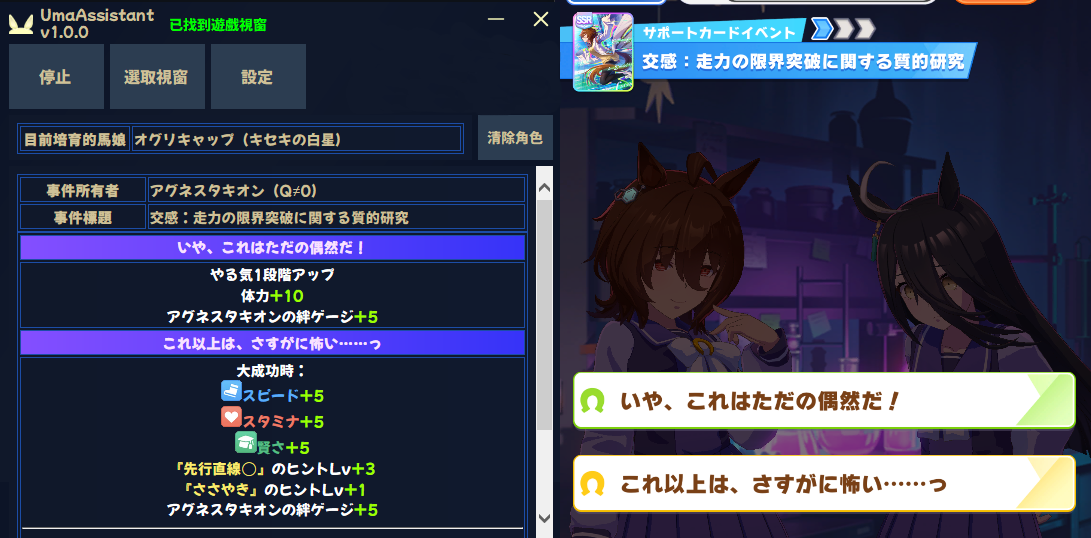 UmaAssistant
v1.0.0
已找到遊戲視窗
停止
選取視窗
設定
目前培育的馬娘
オグリキャップ（キセキの白星）
清除角色
事件所有者
アグネスタキオン（Q≠0）
事件標題
交感：走力の限界突破に関する質的研究
いや、これはただの偶然だ！
やる気1段階アップ
体力+10
アグネスタキオンの絆ゲージ+5
これ以上は、さすがに怖い……っ
大成功時：
スピード+5
スタミナ+5
賢さ+5
『先行直線〇』のヒントLv+3
『ささやき』のヒントLv+1
アグネスタキオンの絆ゲージ+5
SSR
サポートカードイベント
交感：走力の限界突破に関する質的研究
いや、これはただの偶然だ！
これ以上は、さすがに怖い……っ